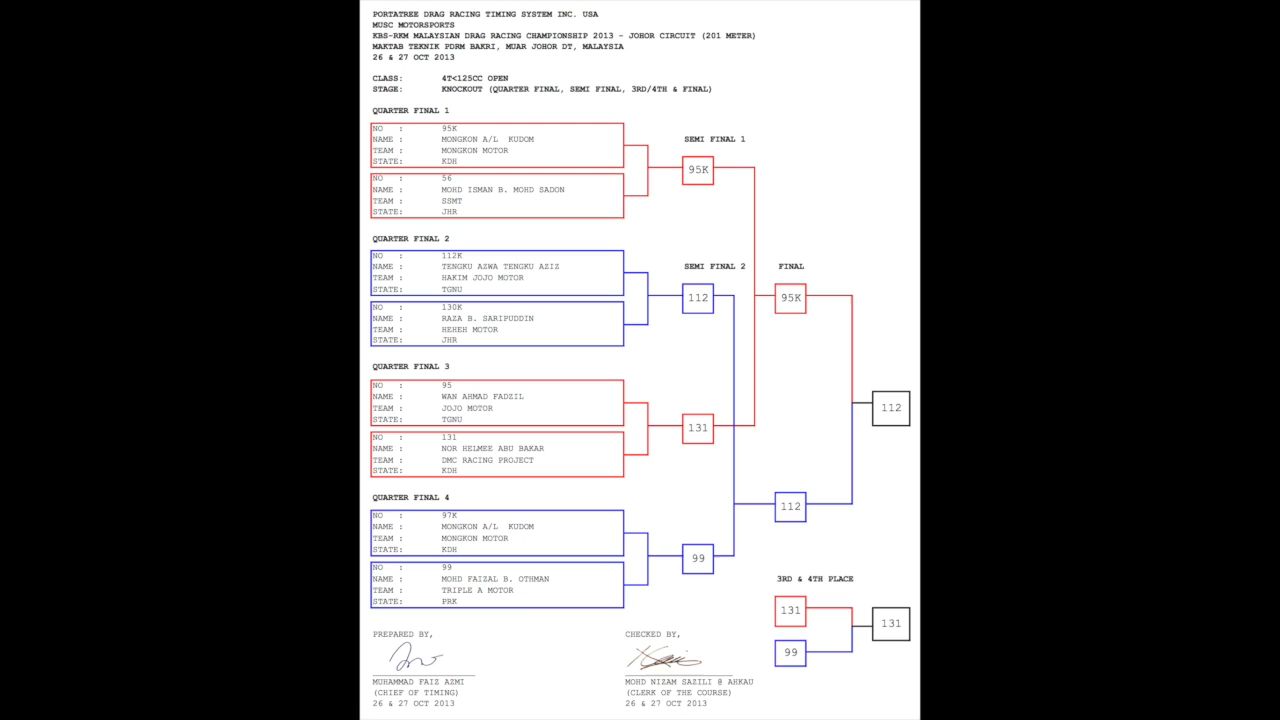 PORTATREE DRAG RACING TIMING SYSTEM INC. USA
MUSC MOTORSPORTS
KBS-RKM MALAYSIAN DRAG RACING CHAMPIONSHIP 2013 - JOHOR CIRCUIT (201 METER)
MAKTAB TEKNIK PDRM BAKRI, MUAR JOHOR DT, MALAYSIA
26 & 27 OCT 2013
CLASS: 4T<125CC OPEN
STAGE: KNOCKOUT (QUARTER FINAL, SEMI FINAL, 3RD/4TH & FINAL)
QUARTER FINAL 1
NO : 95K
NAME : MONGKON A/L KUDOM
TEAM : MONGKON MOTOR
STATE: KDH
NO : 56
NAME : MOHD ISMAN B. MOHD SADON
TEAM : SSMT
STATE: JHR
SEMI FINAL 1
95K
QUARTER FINAL 2
NO : 112K
NAME : TENGKU AZWA TENGKU AZIZ
TEAM : HAKIM JOJO MOTOR
STATE: TGNU
NO : 130K
NAME : RAZA B. SARIPUDDIN
TEAM : HEHEH MOTOR
STATE: JHR
SEMI FINAL 2
112
FINAL
95K
QUARTER FINAL 3
NO : 95
NAME : WAN AHMAD FADZIL
TEAM : JOJO MOTOR
STATE: TGNU
NO : 131
NAME : NOR HELMEE ABU BAKAR
TEAM : DMC RACING PROJECT
STATE: KDH
131
112
QUARTER FINAL 4
NO : 97K
NAME : MONGKON A/L KUDOM
TEAM : MONGKON MOTOR
STATE: KDH
NO : 99
NAME : MOHD FAIZAL B. OTHMAN
TEAM : TRIPLE A MOTOR
STATE: PRK
99
112
3RD & 4TH PLACE
131
99
131
PREPARED BY,
MUHAMMAD FAIZ AZMI
(CHIEF OF TIMING)
26 & 27 OCT 2013
CHECKED BY,
MOHD NIZAM SAZILI @ AHKAU
(CLERK OF THE COURSE)
26 & 27 OCT 2013